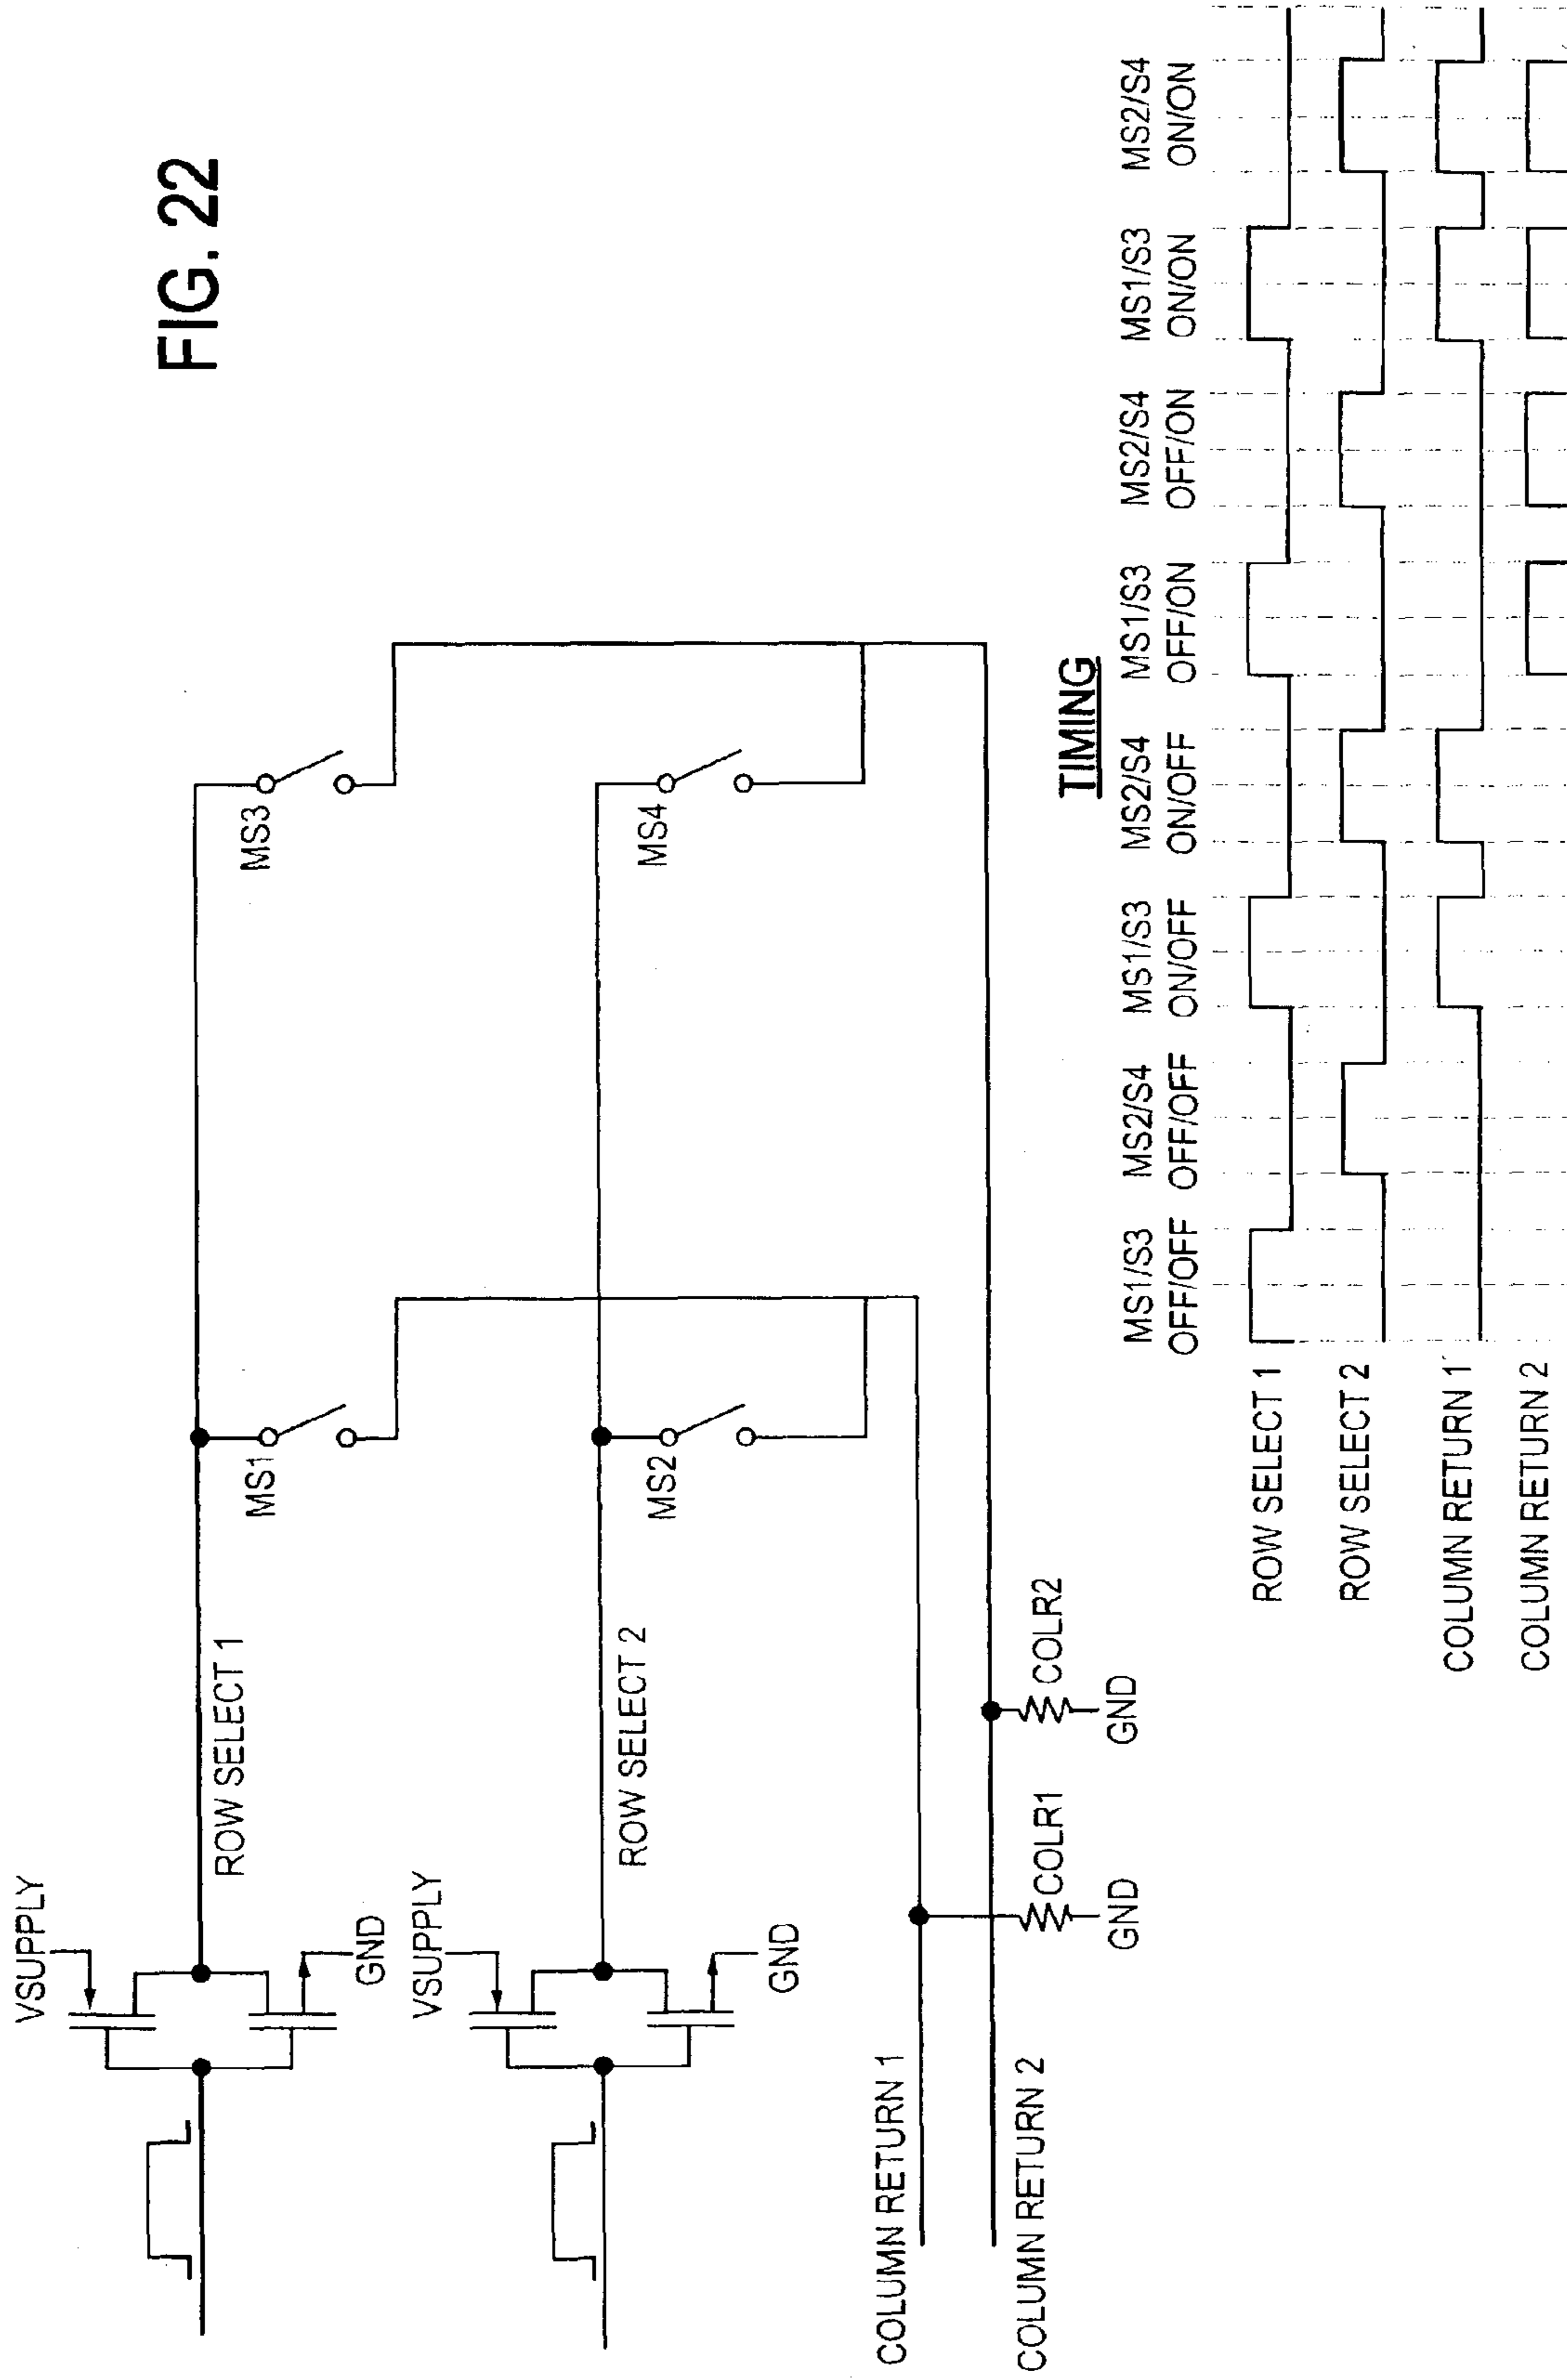 FIG. 22
VSUPPLY
GND
ROW SELECT 1
MS1
MS3
VSUPPLY
GND
ROW SELECT 2
MS2
MS4
COLUMN RETURN 1
COLUMN RETURN 2
COLR1
GND
COLR2
GND
TIMING
MS1/S3 MS2/S4 MS1/S3 MS2/S4 MS1/S3 MS2/S4 MS1/S3 MS2/S4
OFF/OFF OFF/OFF ON/OFF ON/OFF OFF/ON OFF/ON ON/ON ON/ON
ROW SELECT 1
ROW SELECT 2
COLUMN RETURN 1
COLUMN RETURN 2